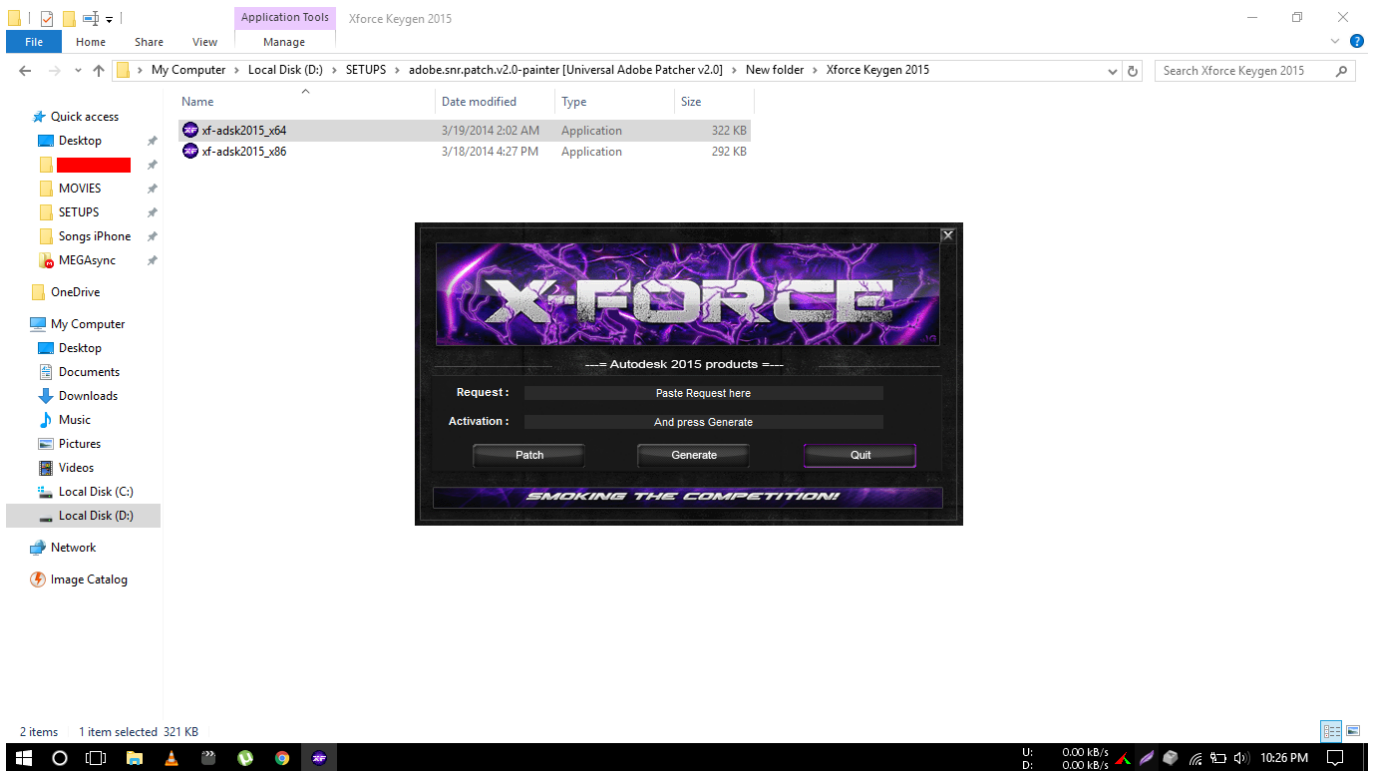 Application Tools
Xforce Keygen 2015
File
Home
Share
View
Manage
My Computer
Local Disk (D:)
SETUPS
adobe.snr.patch.v2.0-painter [Universal Adobe Patcher v2.0]
New folder
Xforce Keygen 2015
Search Xforce Keygen 2015
Name
Date modified
Type
Size
xf-adsk2015_x64
3/19/2014 2:02 AM
Application
322 KB
xf-adsk2015_x86
3/18/2014 4:27 PM
Application
292 KB
Quick access
Desktop
MOVIES
SETUPS
Songs iPhone
MEGAsync
OneDrive
My Computer
Desktop
Documents
Downloads
Music
Pictures
Videos
Local Disk (C:)
Local Disk (D:)
Network
Image Catalog
X-FORCE
---= Autodesk 2015 products =---
Request :
Paste Request here
Activation :
And press Generate
Patch
Generate
Quit
SMOKING THE COMPETITION!
2 items
1 item selected 321 KB
U: 0.00 kB/s
D: 0.00 kB/s
10:26 PM